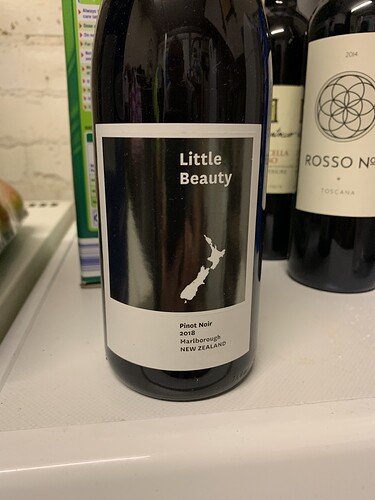 Little
Beauty
Pinot Noir
2018
Marlborough
NEW ZEALAND
2014
ROSSO Nº
TOSCANA